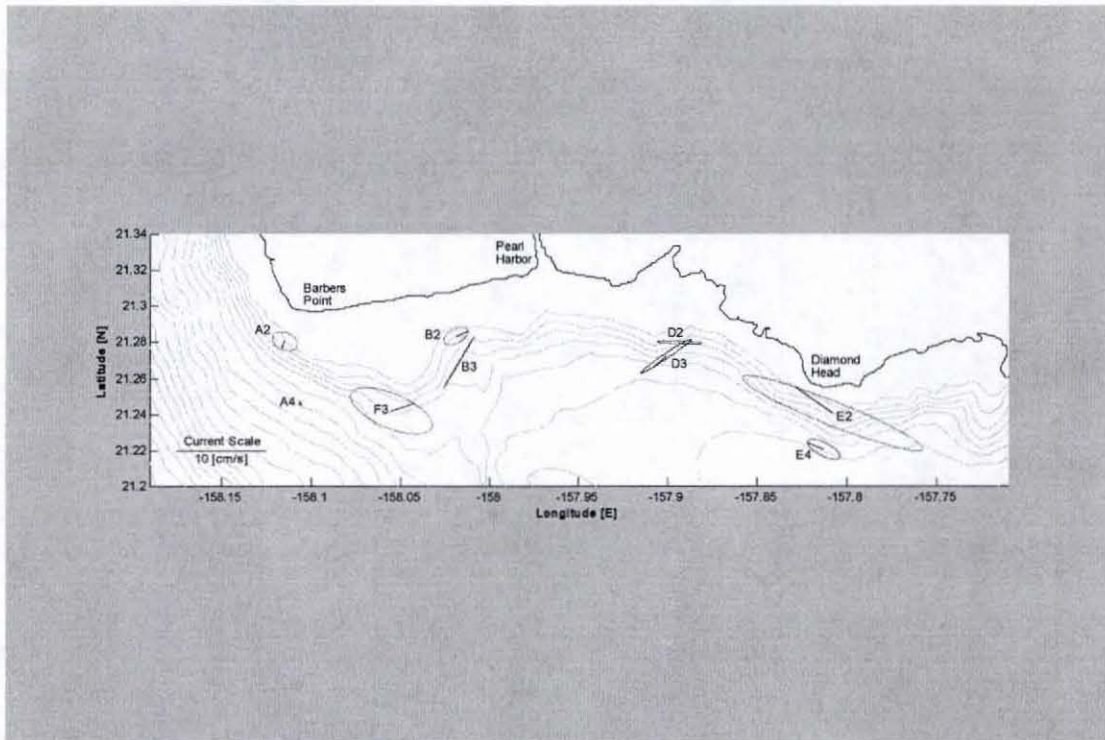 21.34
21.32
21.3
21.28
21.26
21.24
21.22
21.2
Latitude [N]
Pearl
Harbor
Barbers
Point
A2
B2
D2
B3
D3
Diamond
Head
A4
F3
E2
Current Scale
10 [cm/s]
E4
-158.15
-158.1
-158.05
-158
-157.95
-157.9
-157.85
-157.8
-157.75
Longitude [E]